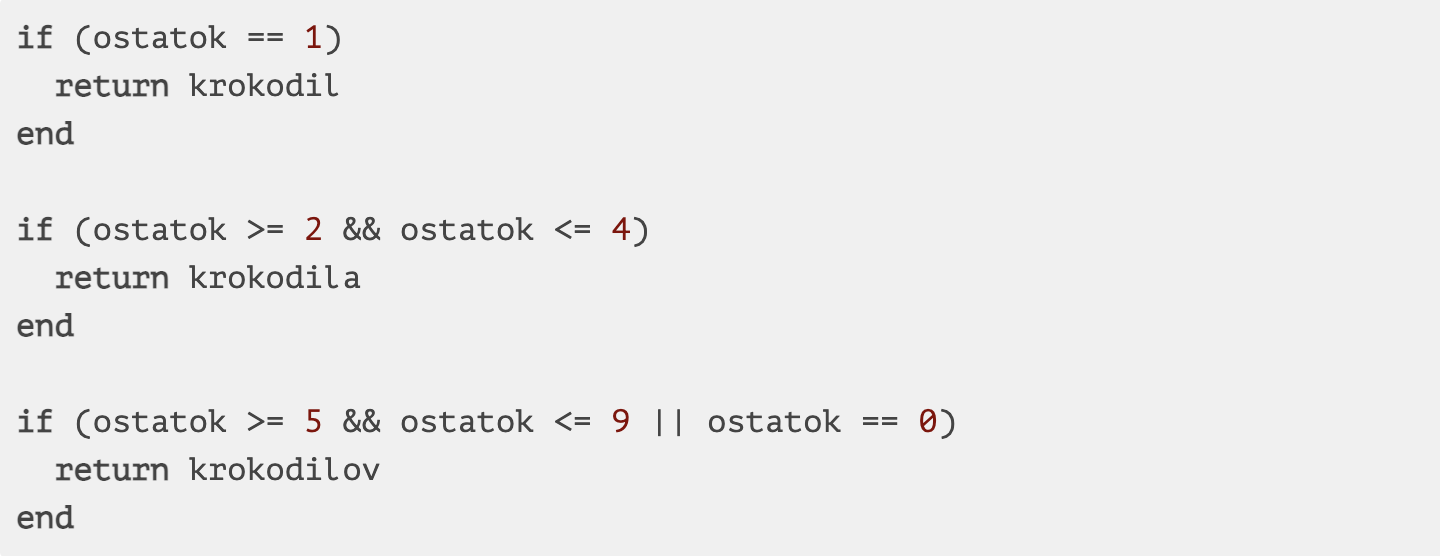 if (ostatok == 1)
  return krokodil
end

if (ostatok >= 2 && ostatok <= 4)
  return krokodila
end

if (ostatok >= 5 && ostatok <= 9 || ostatok == 0)
  return krokodilov
end